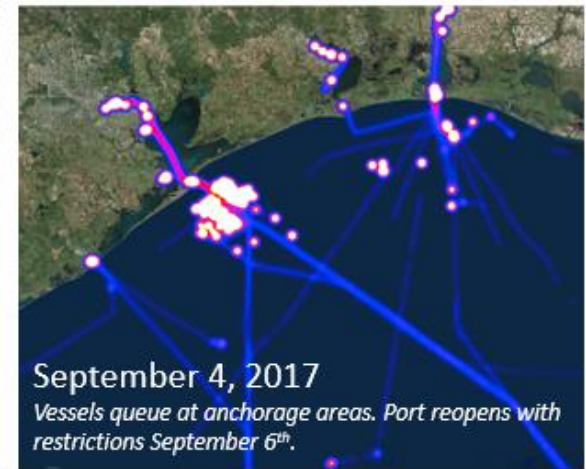 September 4, 2017
Vessels queue at anchorage areas. Port reopens with
restrictions September 6th.